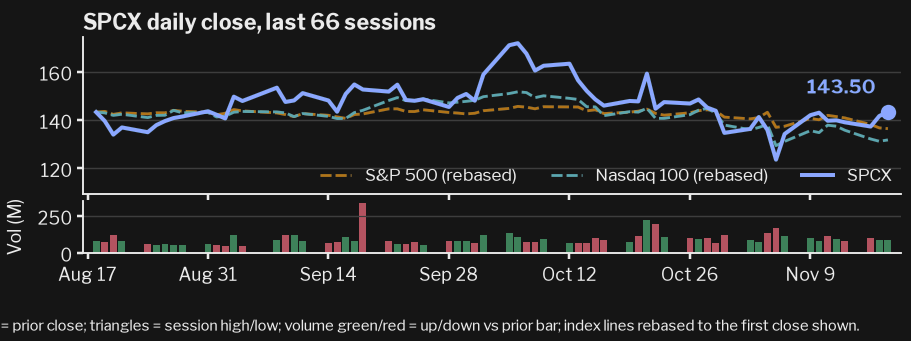 SPCX daily close, last 66 sessions
160
140
120
143.50
S&P 500 (rebased)
Nasdaq 100 (rebased)
SPCX
Vol (M)
250
0
Aug 17
Aug 31
Sep 14
Sep 28
Oct 12
Oct 26
Nov 9
= prior close; triangles = session high/low; volume green/red = up/down vs prior bar; index lines rebased to the first close shown.